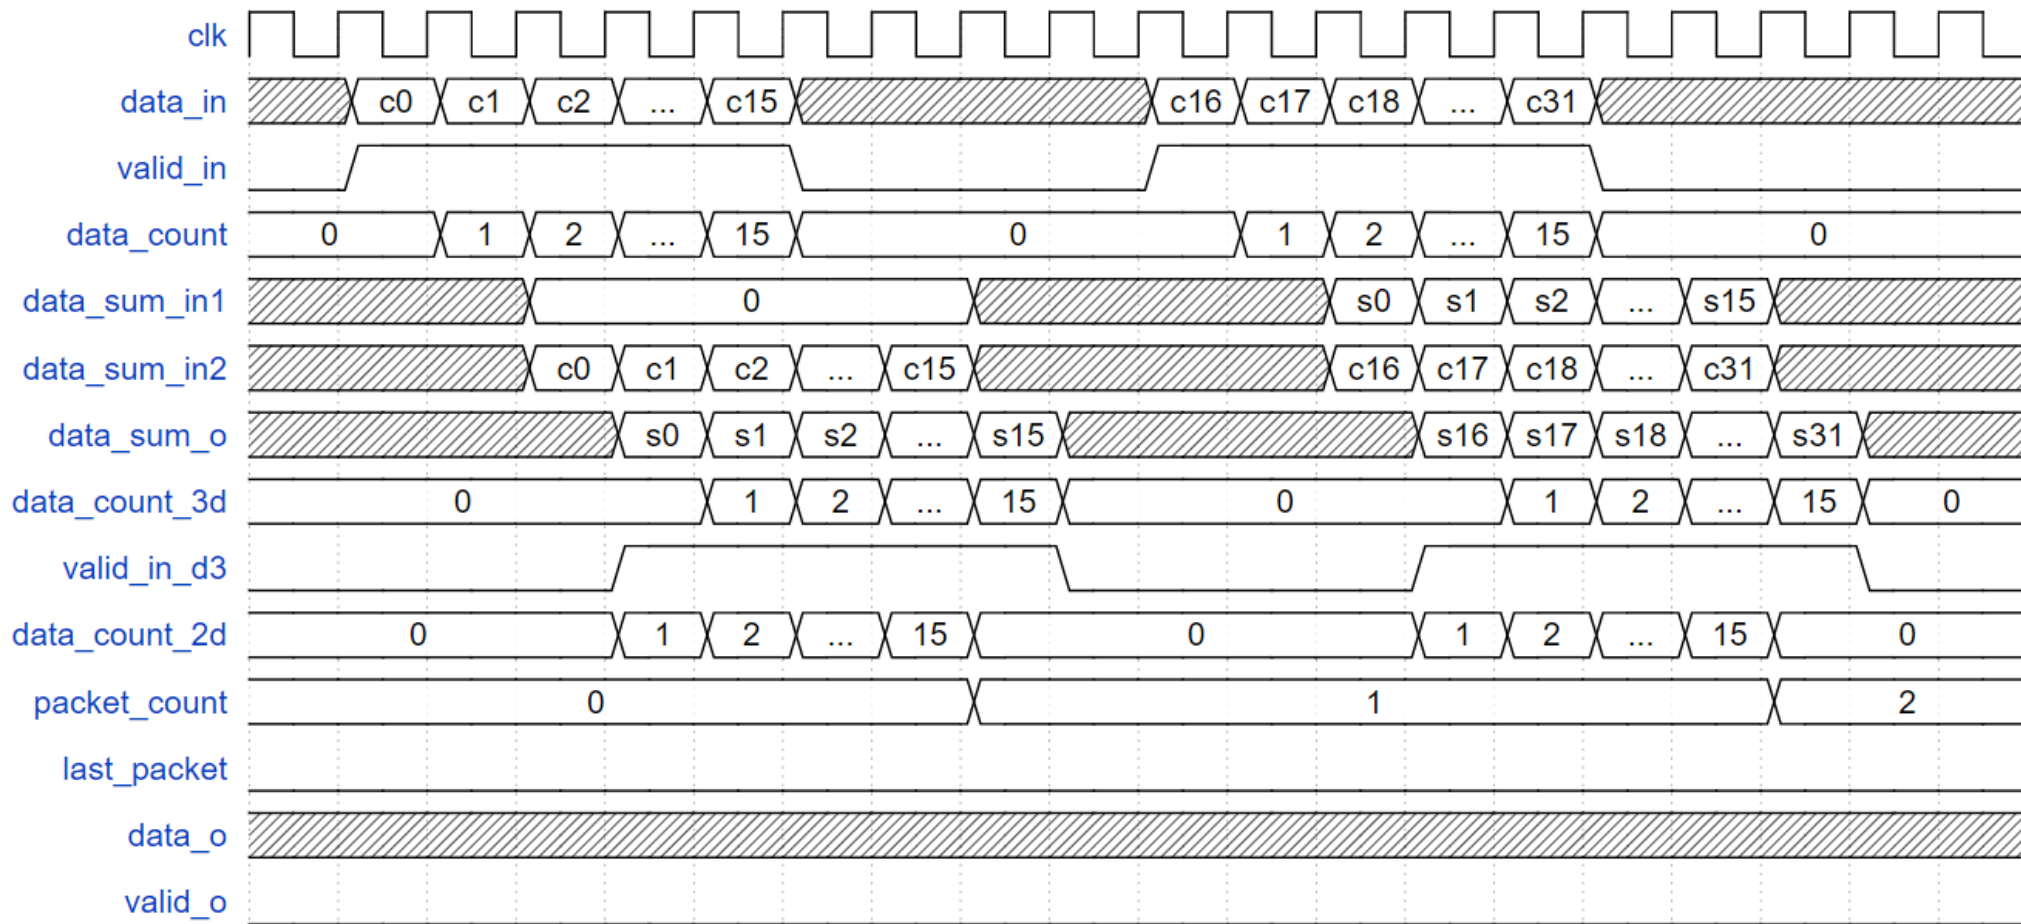 clk
data_in c0 c1 c2 ... c15 c16 c17 c18 ... c31
valid_in
data_count 0 1 2 ... 15 0 1 2 ... 15 0
data_sum_in1 0 s0 s1 s2 ... s15
data_sum_in2 c0 c1 c2 ... c15 c16 c17 c18 ... c31
data_sum_o s0 s1 s2 ... s15 s16 s17 s18 ... s31
data_count_3d 0 1 2 ... 15 0 1 2 ... 15 0
valid_in_d3
data_count_2d 0 1 2 ... 15 0 1 2 ... 15 0
packet_count 0 1 2
last_packet
data_o
valid_o